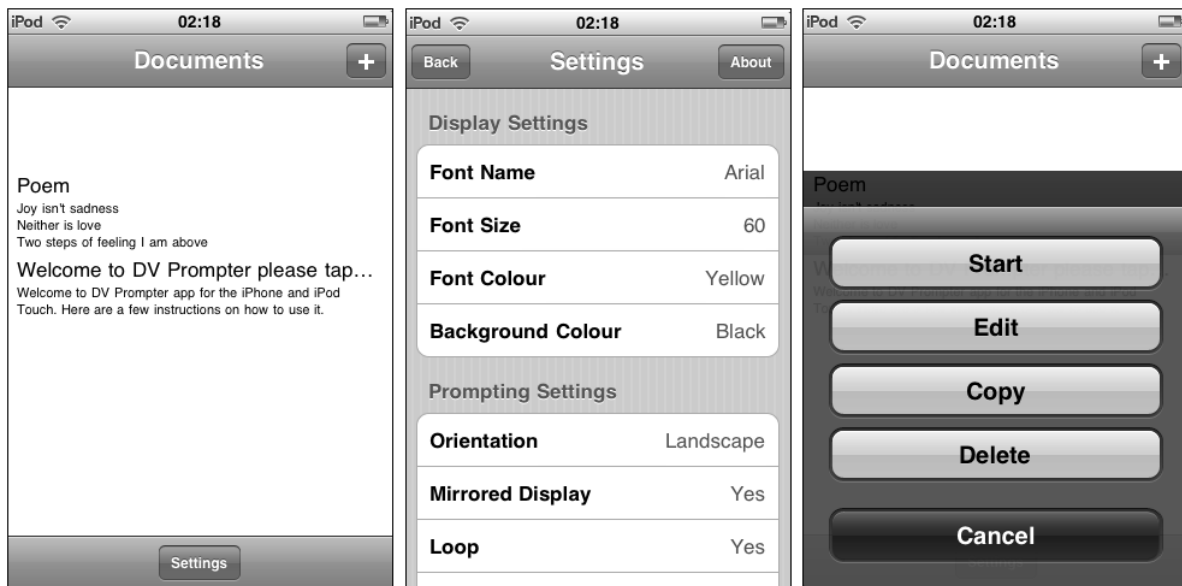 iPod 02:18
Documents +
Poem
Joy isn't sadness
Neither is love
Two steps of feeling I am above
Welcome to DV Prompter please tap…
Welcome to DV Prompter app for the iPhone and iPod
Touch. Here are a few instructions on how to use it.
Settings
iPod 02:18
Back Settings About
Display Settings
Font Name Arial
Font Size 60
Font Colour Yellow
Background Colour Black
Prompting Settings
Orientation Landscape
Mirrored Display Yes
Loop Yes
iPod 02:18
Documents +
Poem
Joy isn't sadness
Start
Edit
Copy
Delete
Cancel